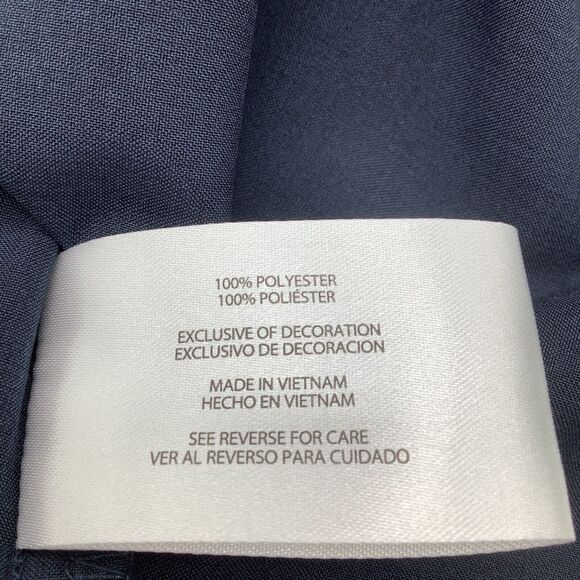 100% POLYESTER
100% POLIÉSTER
EXCLUSIVE OF DECORATION
EXCLUSIVO DE DECORACION
MADE IN VIETNAM
HECHO EN VIETNAM
SEE REVERSE FOR CARE
VER AL REVERSO PARA CUIDADO